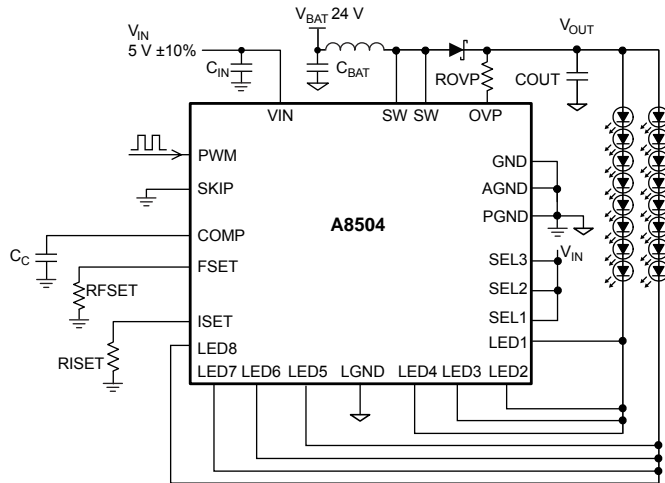 VIN
5 V ±10%
CIN
VBAT 24 V
CBAT
ROVP
COUT
VOUT
VIN
SW
SW
OVP
PWM
SKIP
COMP
FSET
ISET
LED8
CC
RFSET
RISET
A8504
GND
AGND
PGND
VIN
SEL3
SEL2
SEL1
LED1
LED7
LED6
LED5
LGND
LED4
LED3
LED2